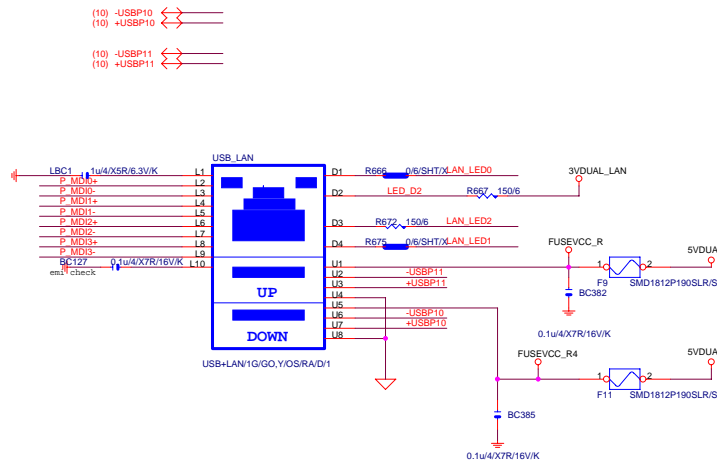 (10) -USBP10
(10) +USBP10
(10) -USBP11
(10) +USBP11
USB_LAN
LBC1 1u/4/X5R/6.3V/K L1 D1 R666 0/6/SHT/X LAN_LED0 3VDUAL_LAN
P_MDI0+ L2
P_MDI0- L3 D2 LED_D2 R667 150/6
P_MDI1+ L4
P_MDI1- L5
P_MDI2+ L6 D3 R672 150/6 LAN_LED2
P_MDI2- L7
P_MDI3+ L8 D4 R675 0/6/SHT/X LAN_LED1
P_MDI3- L9
BC127 0.1u/4/X7R/16V/K L10
emi check
FUSEVCC_R 5VDUA
U1 1 2
U2 -USBP11
U3 +USBP11
F9 SMD1812P190SLR/S
UP U4 BC382
U5
U6 -USBP10
U7 +USBP10
DOWN U8 0.1u/4/X7R/16V/K
USB+LAN/1G/GO,Y/OS/RA/D/1
FUSEVCC_R4 5VDUA
1 2
F11 SMD1812P190SLR/S
BC385
0.1u/4/X7R/16V/K